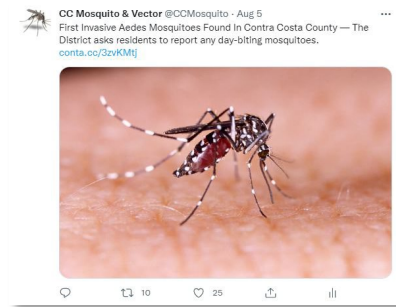 CC Mosquito & Vector @CCMosquito · Aug 5
First Invasive Aedes Mosquitoes Found In Contra Costa County — The
District asks residents to report any day-biting mosquitoes.
conta.cc/3zvKMtj
10 25